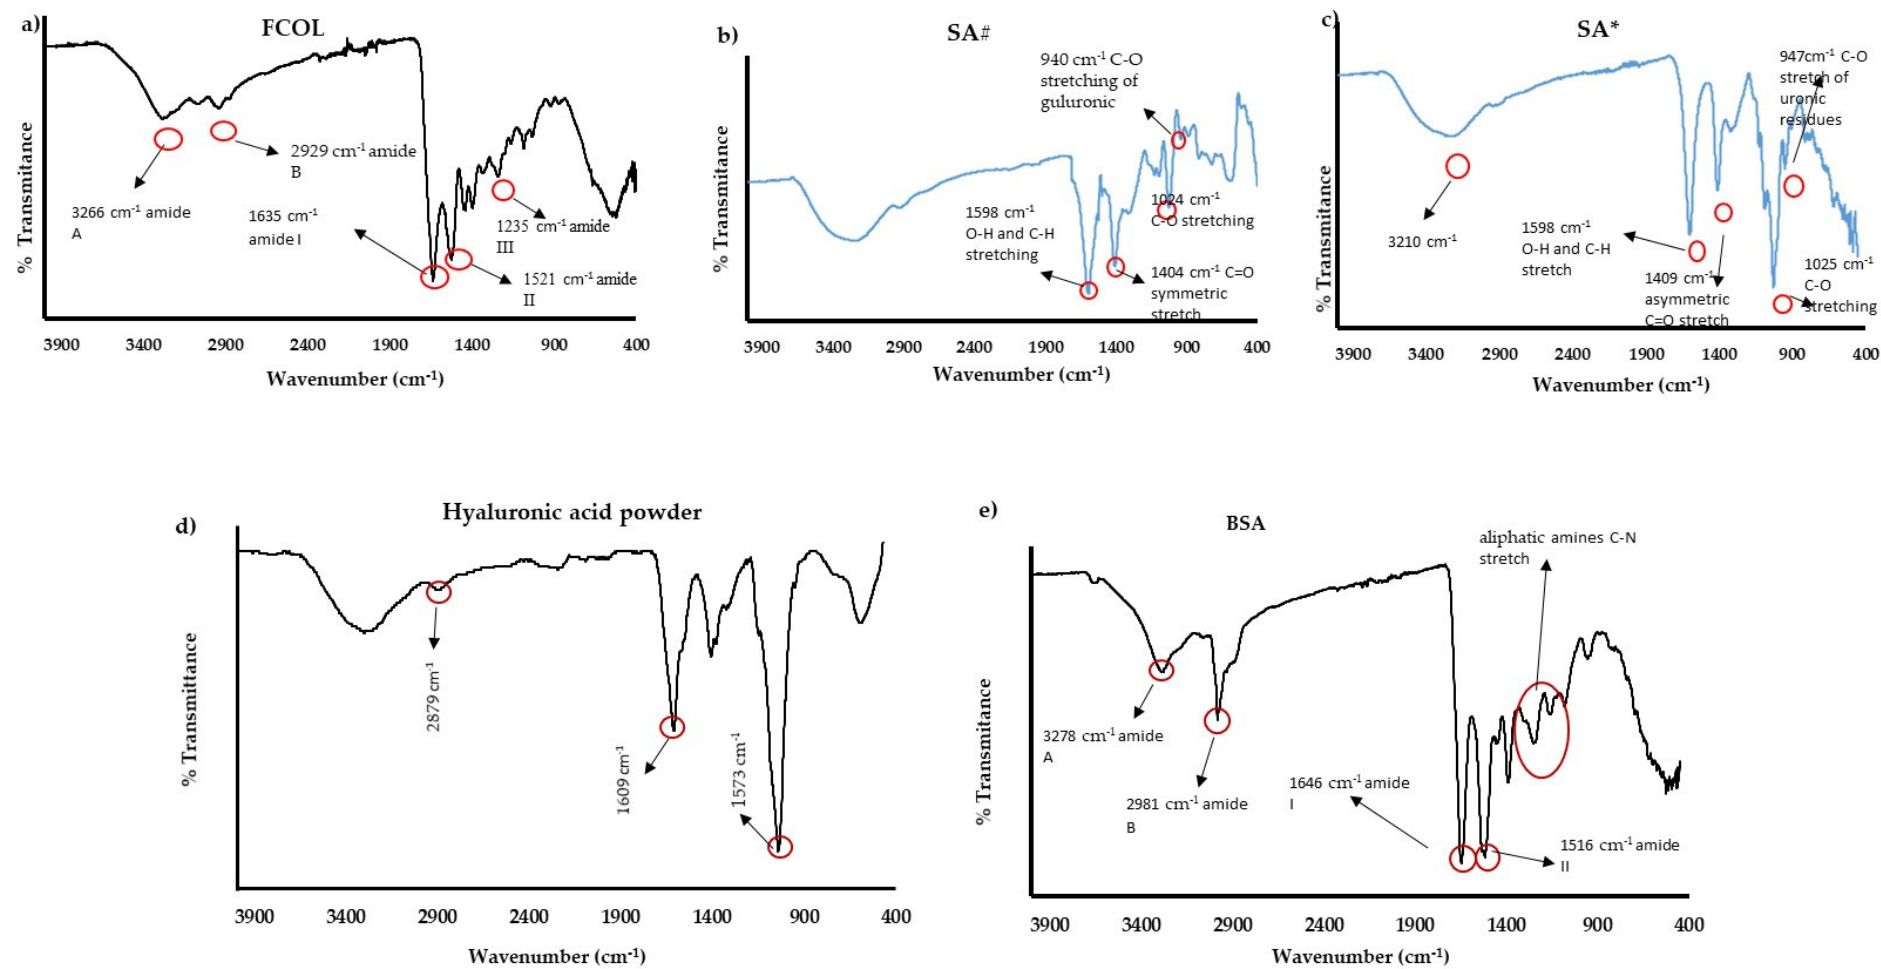 a)
FCOL
% Transmitance
3266 cm-1 amide
A
2929 cm-1 amide
B
1635 cm-1
amide I
1235 cm-1 amide
III
1521 cm-1 amide
II
3900 3400 2900 2400 1900 1400 900 400
Wavenumber (cm-1)
b)
SA#
% Transmitance
940 cm-1 C-O
stretching of
guluronic
1598 cm-1
O-H and C-H
stretching
1024 cm-1
C-O stretching
1404 cm-1 C=O
symmetric
stretch
3900 3400 2900 2400 1900 1400 900 400
Wavenumber (cm-1)
c)
SA*
% Transmitance
947cm-1 C-O
stretch of
uronic
residues
3210 cm-1
1598 cm-1
O-H and C-H
stretch
1409 cm-1
asymmetric
C=O stretch
1025 cm-1
C-O
stretching
3900 3400 2900 2400 1900 1400 900 400
Wavenumber (cm-1)
d)
Hyaluronic acid powder
% Transmittance
2879 cm-1
1609 cm-1
1573 cm-1
3900 3400 2900 2400 1900 1400 900 400
Wavenumber (cm-1)
e)
BSA
% Transmitance
aliphatic amines C-N
stretch
3278 cm-1 amide
A
2981 cm-1 amide
B
1646 cm-1 amide
I
1516 cm-1 amide
II
3900 3400 2900 2400 1900 1400 900 400
Wavenumber (cm-1)